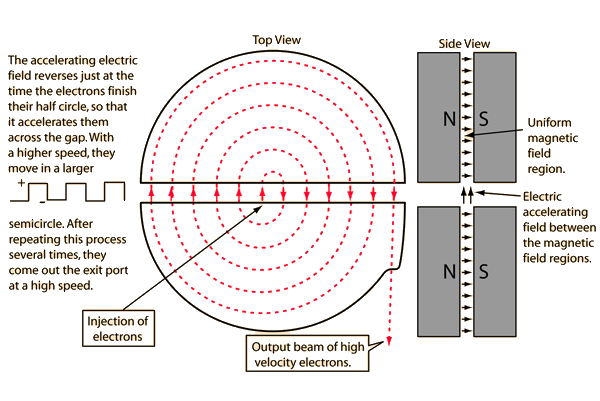 Top View
Side View
The accelerating electric
field reverses just at the
time the electrons finish
their half circle, so that
it accelerates them
across the gap. With
a higher speed, they
move in a larger
+
-
semicircle. After
repeating this process
several times, they
come out the exit port
at a high speed.
Injection of
electrons
Output beam of high
velocity electrons.
N S
Uniform
magnetic
field
region.
Electric
accelerating
field between
the magnetic
field regions.
N S